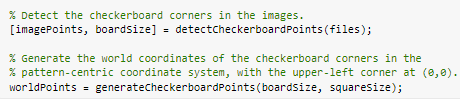 % Detect the checkerboard corners in the images.
[imagePoints, boardSize] = detectCheckerboardPoints(files);
% Generate the world coordinates of the checkerboard corners in the
% pattern-centric coordinate system, with the upper-left corner at (0,0).
worldPoints = generateCheckerboardPoints(boardSize, squareSize);